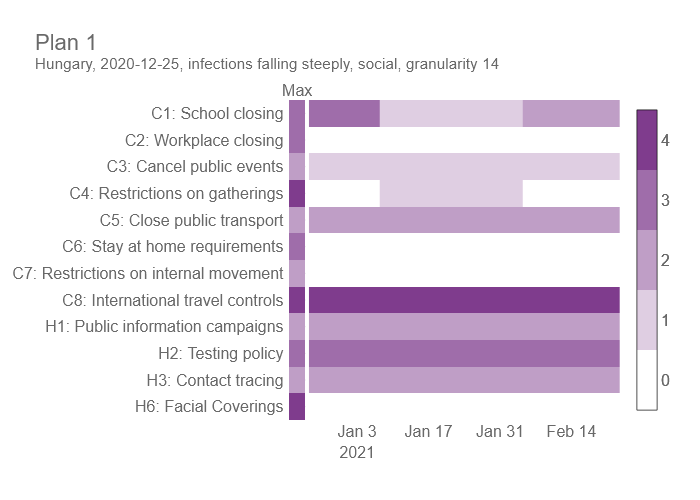 Plan 1
Hungary, 2020-12-25, infections falling steeply, social, granularity 14
Max
C1: School closing
C2: Workplace closing
C3: Cancel public events
C4: Restrictions on gatherings
C5: Close public transport
C6: Stay at home requirements
C7: Restrictions on internal movement
C8: International travel controls
H1: Public information campaigns
H2: Testing policy
H3: Contact tracing
H6: Facial Coverings
4
3
2
1
0
Jan 3 Jan 17 Jan 31 Feb 14
2021